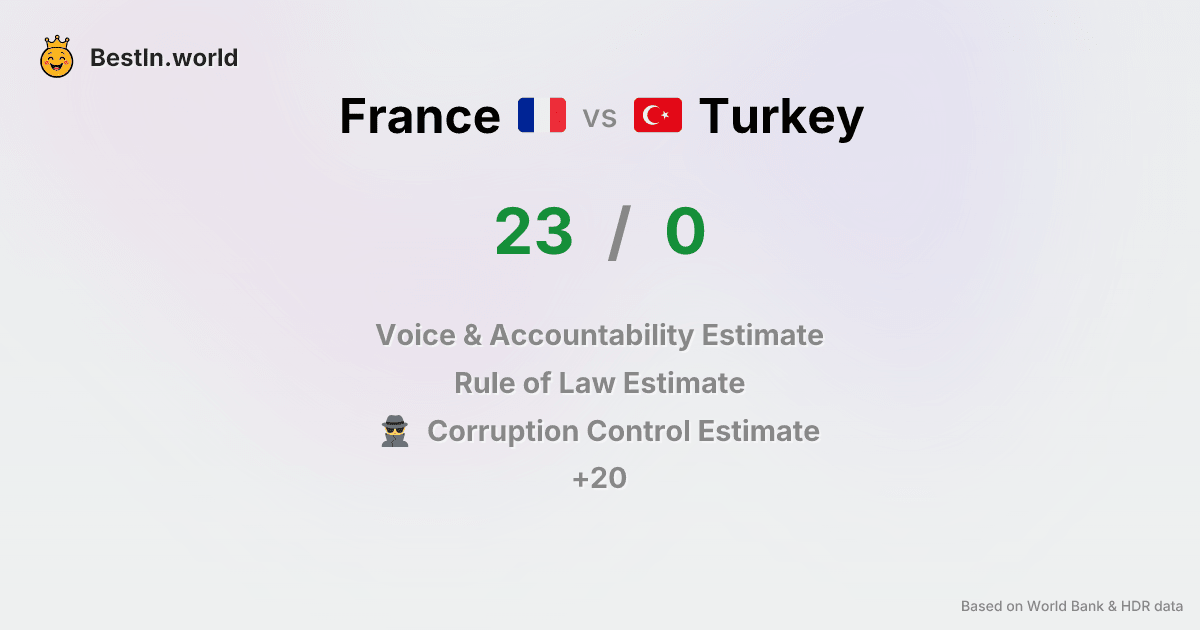 BestIn.world
France vs Turkey
23 / 0
Voice & Accountability Estimate
Rule of Law Estimate
Corruption Control Estimate
+20
Based on World Bank & HDR data